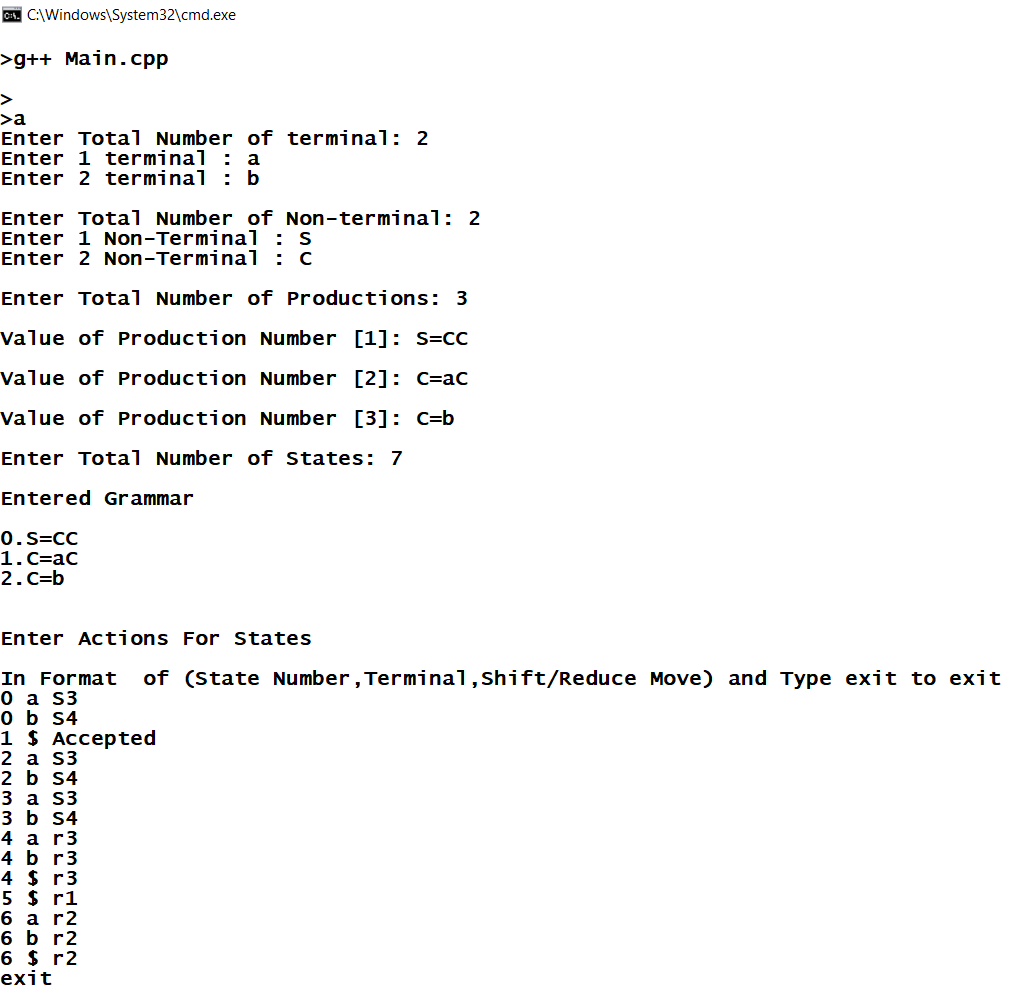 C:\Windows\System32\cmd.exe
>g++ Main.cpp
>
>a
Enter Total Number of terminal: 2
Enter 1 terminal : a
Enter 2 terminal : b
Enter Total Number of Non-terminal: 2
Enter 1 Non-Terminal : S
Enter 2 Non-Terminal : C
Enter Total Number of Productions: 3
Value of Production Number [1]: S=CC
Value of Production Number [2]: C=aC
Value of Production Number [3]: C=b
Enter Total Number of States: 7
Entered Grammar
0.S=CC
1.C=aC
2.C=b
Enter Actions For States
In Format  of (State Number,Terminal,Shift/Reduce Move) and Type exit to exit
0 a S3
0 b S4
1 $ Accepted
2 a S3
2 b S4
3 a S3
3 b S4
4 a r3
4 b r3
4 $ r3
5 $ r1
6 a r2
6 b r2
6 $ r2
exit